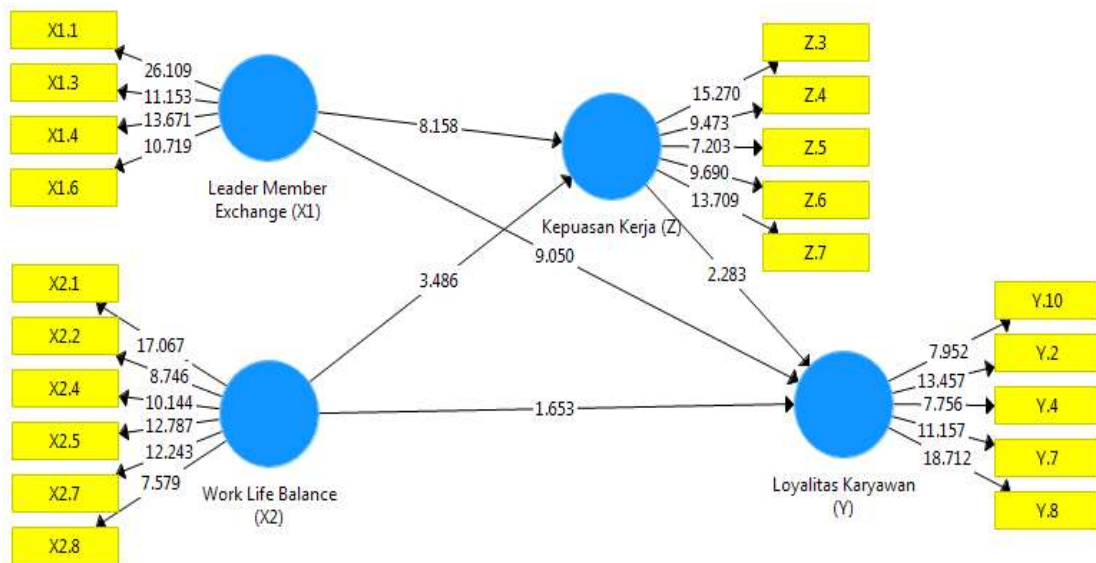 X1.1
X1.3
X1.4
X1.6
26.109
11.153
13.671
10.719
Leader Member
Exchange (X1)
8.158
9.050
Z.3
Z.4
Z.5
Z.6
Z.7
15.270
9.473
7.203
9.690
13.709
Kepuasan Kerja (Z)
2.283
3.486
X2.1
X2.2
X2.4
X2.5
X2.7
X2.8
17.067
8.746
10.144
12.787
12.243
7.579
Work Life Balance
(X2)
1.653
Loyalitas Karyawan
(Y)
7.952
13.457
7.756
11.157
18.712
Y.10
Y.2
Y.4
Y.7
Y.8